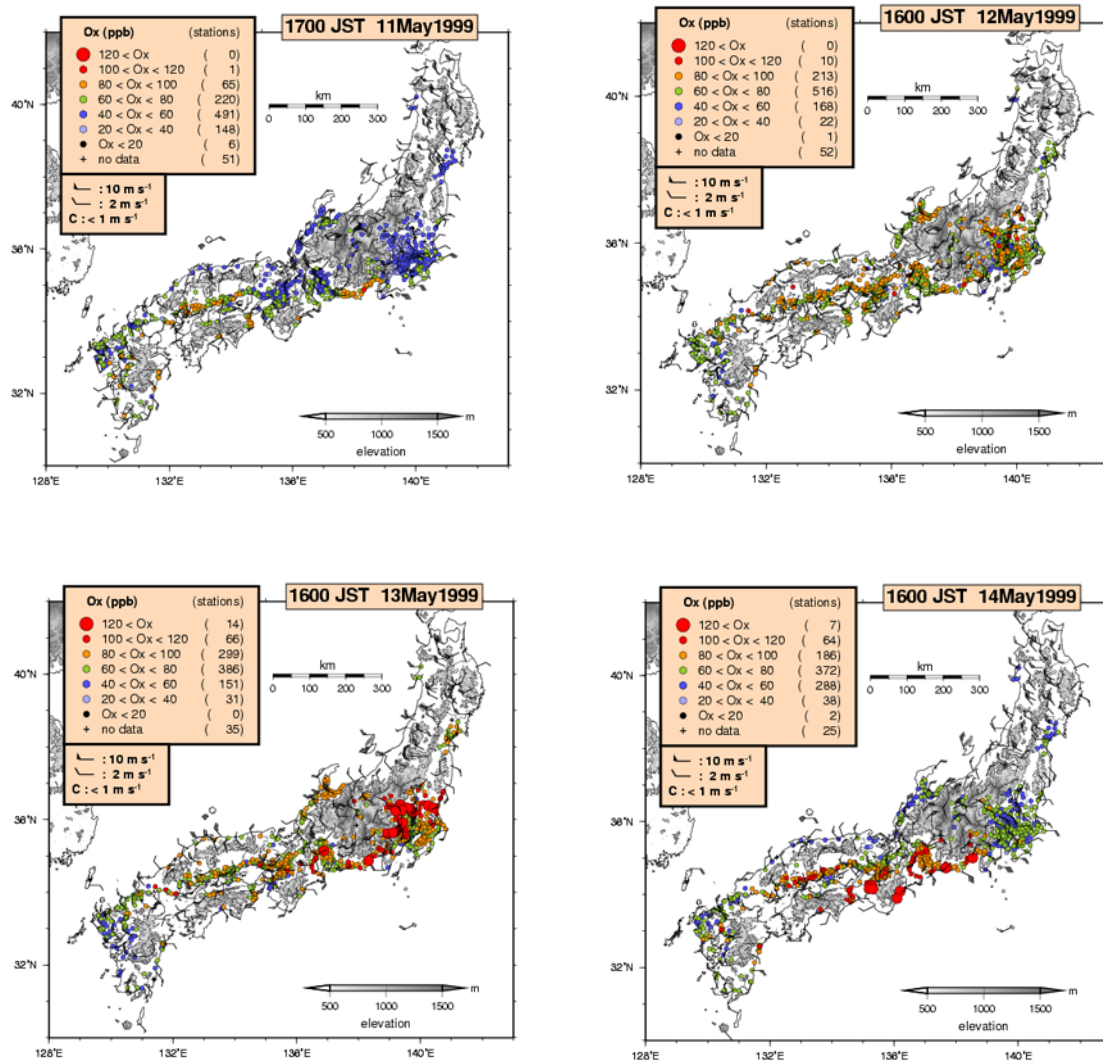 1700 JST 11May1999
Ox (ppb) (stations)
120 < Ox ( 0)
100 < Ox < 120 ( 1)
80 < Ox < 100 ( 65)
60 < Ox < 80 ( 220)
40 < Ox < 60 ( 491)
20 < Ox < 40 ( 148)
Ox < 20 ( 6)
+ no data ( 51)
: 10 m s-1
: 2 m s-1
C : < 1 m s-1
km
0 100 200 300
40°N
36°N
32°N
m
500 1000 1500
elevation
128°E 132°E 136°E 140°E
1600 JST 12May1999
Ox (ppb) (stations)
120 < Ox ( 0)
100 < Ox < 120 ( 10)
80 < Ox < 100 ( 213)
60 < Ox < 80 ( 516)
40 < Ox < 60 ( 168)
20 < Ox < 40 ( 22)
Ox < 20 ( 1)
+ no data ( 52)
: 10 m s-1
: 2 m s-1
C : < 1 m s-1
km
0 100 200 300
40°N
36°N
32°N
m
500 1000 1500
elevation
128°E 132°E 136°E 140°E
1600 JST 13May1999
Ox (ppb) (stations)
120 < Ox ( 14)
100 < Ox < 120 ( 66)
80 < Ox < 100 ( 299)
60 < Ox < 80 ( 386)
40 < Ox < 60 ( 151)
20 < Ox < 40 ( 31)
Ox < 20 ( 0)
+ no data ( 35)
: 10 m s-1
: 2 m s-1
C : < 1 m s-1
km
0 100 200 300
40°N
36°N
32°N
m
500 1000 1500
elevation
128°E 132°E 136°E 140°E
1600 JST 14May1999
Ox (ppb) (stations)
120 < Ox ( 7)
100 < Ox < 120 ( 64)
80 < Ox < 100 ( 186)
60 < Ox < 80 ( 372)
40 < Ox < 60 ( 288)
20 < Ox < 40 ( 38)
Ox < 20 ( 2)
+ no data ( 25)
: 10 m s-1
: 2 m s-1
C : < 1 m s-1
km
0 100 200 300
40°N
36°N
32°N
m
500 1000 1500
elevation
128°E 132°E 136°E 140°E